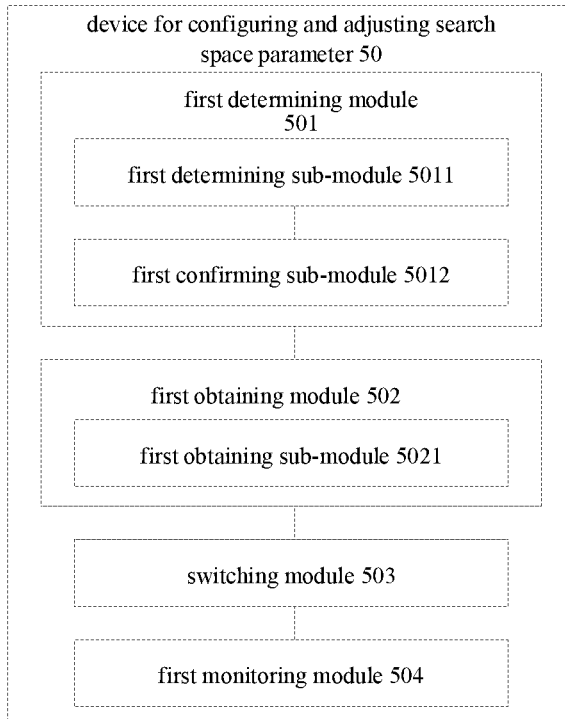 device for configuring and adjusting search
space parameter 50
first determining module
501
first determining sub-module 5011
first confirming sub-module 5012
first obtaining module 502
first obtaining sub-module 5021
switching module 503
first monitoring module 504